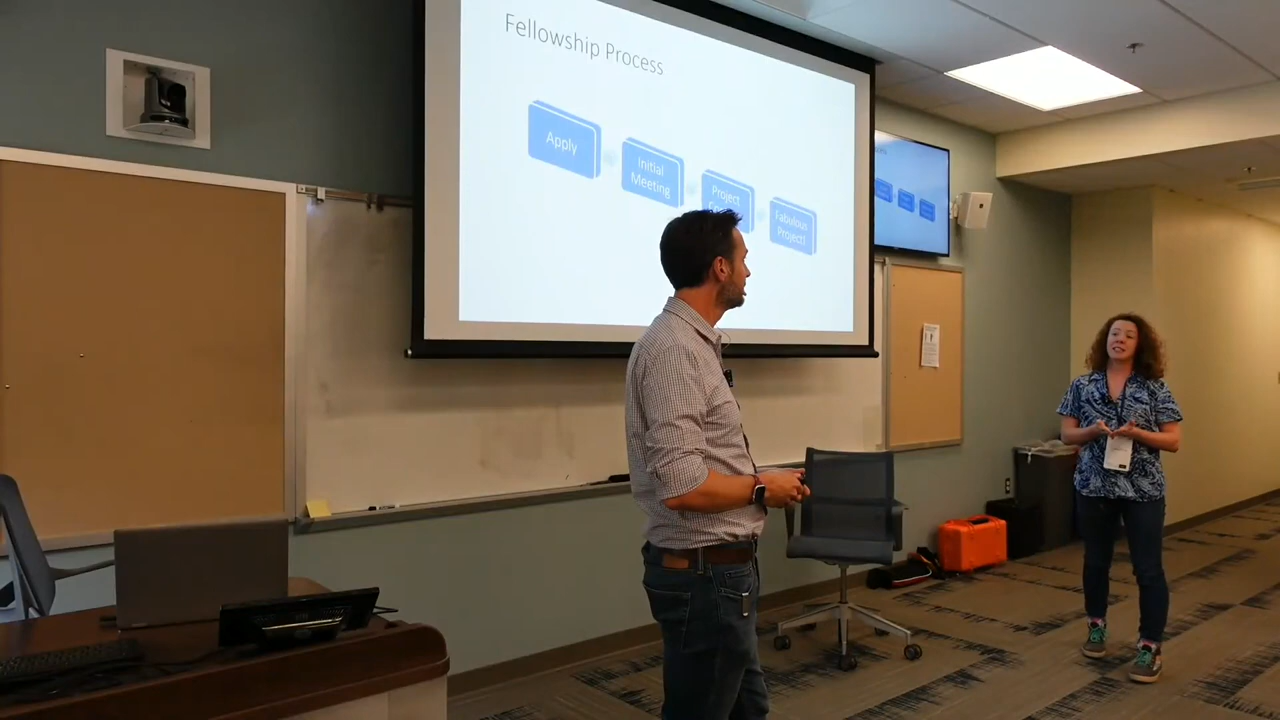 Fellowship Process
Apply
Initial
Meeting
Project
Fabulous
Project!